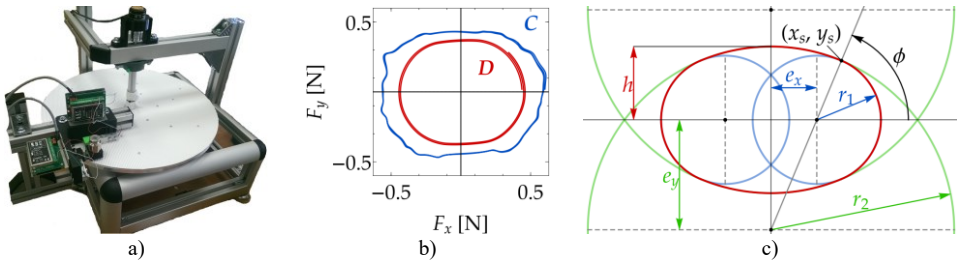 0.5
C
D
F_y [N]
-0.5
-0.5
0
0.5
F_x [N]
(x_s, y_s)
ϕ
h
e_x
r_1
e_y
r_2
a)
b)
c)